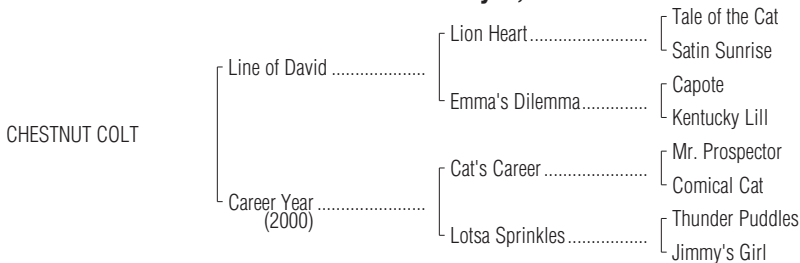 Tale of the Cat
Lion Heart
Satin Sunrise
Line of David
Capote
Emma's Dilemma
Kentucky Lill
CHESTNUT COLT
Mr. Prospector
Cat's Career
Comical Cat
Career Year
(2000)
Thunder Puddles
Lotsa Sprinkles
Jimmy's Girl